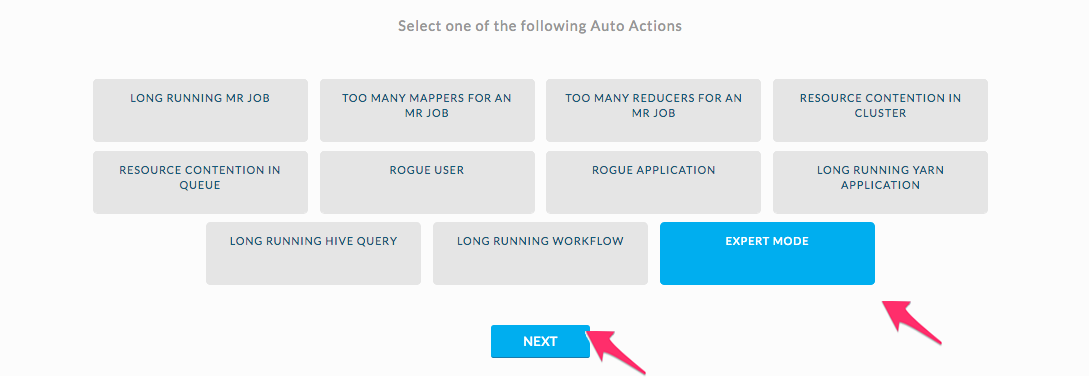 Select one of the following Auto Actions
LONG RUNNING MR JOB
TOO MANY MAPPERS FOR AN
MR JOB
TOO MANY REDUCERS FOR AN
MR JOB
RESOURCE CONTENTION IN
CLUSTER
RESOURCE CONTENTION IN
QUEUE
ROGUE USER
ROGUE APPLICATION
LONG RUNNING YARN
APPLICATION
LONG RUNNING HIVE QUERY
LONG RUNNING WORKFLOW
EXPERT MODE
NEXT